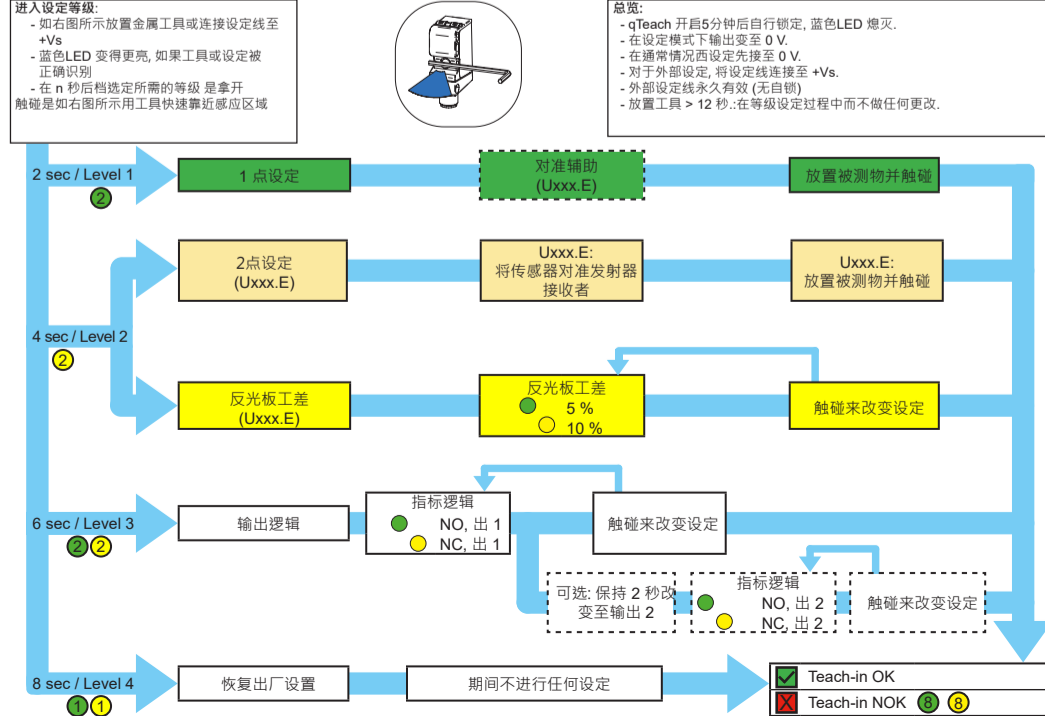 进入设定等级:
- 如右图所示放置金属工具或连接设定线至
+Vs
- 蓝色LED 变得更亮, 如果工具或设定被
正确识别
- 在 n 秒后档选定所需的等级 是拿开
触碰是如右图所示用工具快速靠近感应区域
总览:
- qTeach 开启5分钟后自行锁定, 蓝色LED 熄灭.
- 在设定模式下输出变至 0 V.
- 在通常情况西设定先接至 0 V.
- 对于外部设定, 将设定线连接至 +Vs.
- 外部设定线永久有效 (无自锁)
- 放置工具 > 12 秒.:在等级设定过程中而不做任何更改.
2 sec / Level 1
2
1 点设定
对准辅助
(Uxxx.E)
放置被测物并触碰
2点设定
(Uxxx.E)
Uxxx.E:
将传感器对准发射器
接收者
Uxxx.E:
放置被测物并触碰
4 sec / Level 2
2
反光板工差
(Uxxx.E)
反光板工差
5 %
10 %
触碰来改变设定
6 sec / Level 3
2 2
输出逻辑
指标逻辑
NO, 出 1
NC, 出 1
触碰来改变设定
可选: 保持 2 秒改
变至输出 2
指标逻辑
NO, 出 2
NC, 出 2
触碰来改变设定
8 sec / Level 4
1 1
恢复出厂设置
期间不进行任何设定
Teach-in OK
Teach-in NOK 8 8